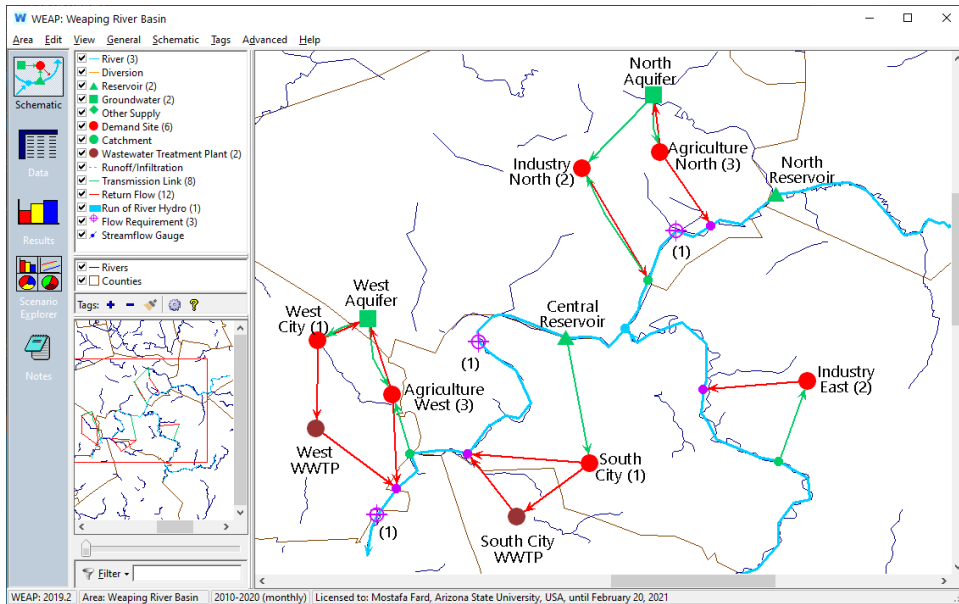 WEAP: Weaping River Basin
Area Edit View General Schematic Tags Advanced Help
Schematic
Data
Results
Scenario
Explorer
Notes
River (3)
Diversion
Reservoir (2)
Groundwater (2)
Other Supply
Demand Site (6)
Catchment
Wastewater Treatment Plant (2)
Runoff/Infiltration
Transmission Link (8)
Return Flow (12)
Run of River Hydro (1)
Flow Requirement (3)
Streamflow Gauge
Rivers
Counties
Tags:
Filter
North
Aquifer
Agriculture
North (3)
Industry
North (2)
North
Reservoir
(1)
West
Aquifer
West
City (1)
Central
Reservoir
(1)
Agriculture
West (3)
Industry
East (2)
West
WWTP
South
City (1)
(1)
South City
WWTP
WEAP: 2019.2 Area: Weaping River Basin 2010-2020 (monthly) Licensed to: Mostafa Fard, Arizona State University, USA, until February 20, 2021